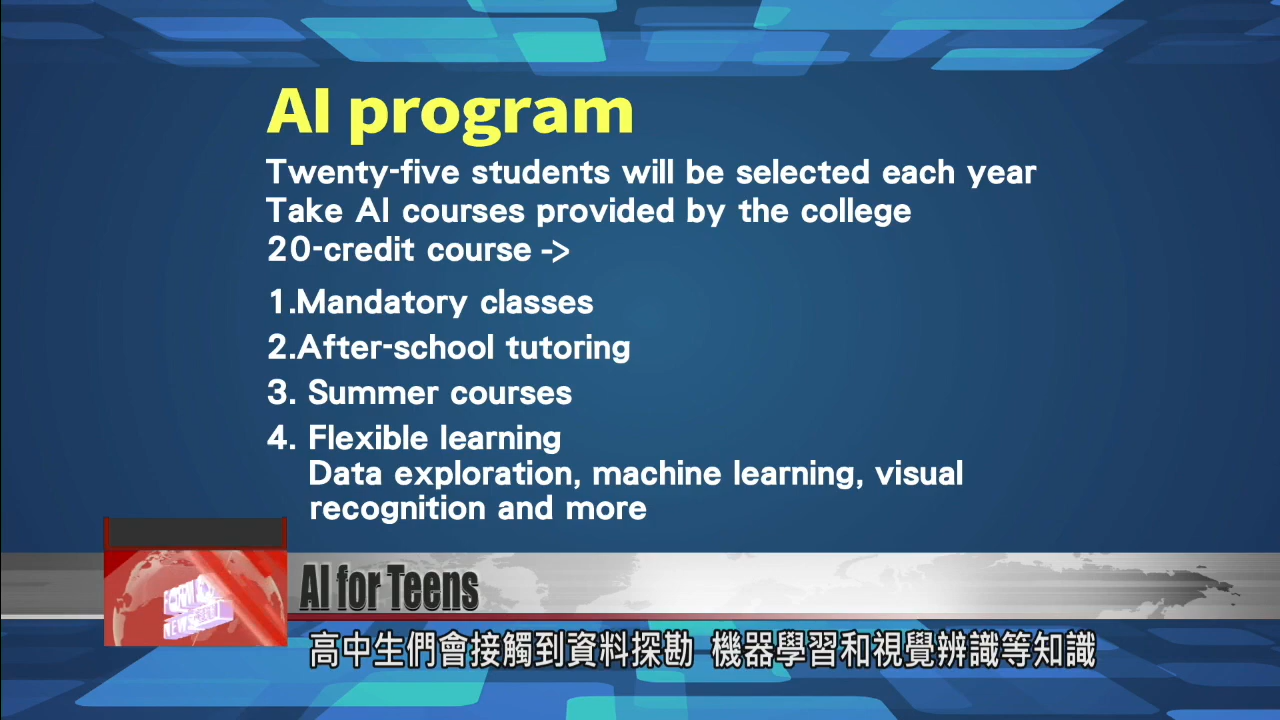 AI program
Twenty-five students will be selected each year
Take AI courses provided by the college
20-credit course ->
1.Mandatory classes
2.After-school tutoring
3. Summer courses
4. Flexible learning
Data exploration, machine learning, visual
recognition and more
AI for Teens
高中生們會接觸到資料探勘 機器學習和視覺辨識等知識